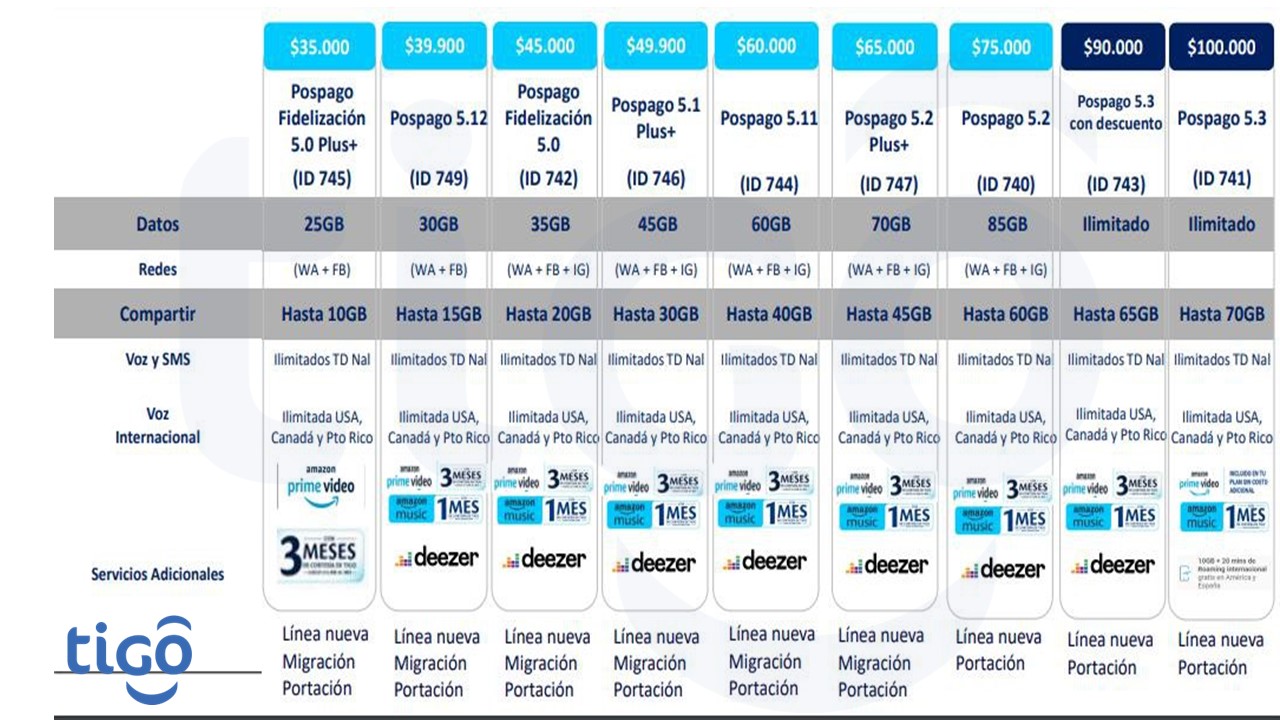 $35.000 $39.900 $45.000 $49.900 $60.000 $65.000 $75.000 $90.000 $100.000
Pospago Fidelización 5.0 Plus+ (ID 745)
Pospago 5.12 (ID 749)
Pospago Fidelización 5.0 (ID 742)
Pospago 5.1 Plus+ (ID 746)
Pospago 5.11 (ID 744)
Pospago 5.2 Plus+ (ID 747)
Pospago 5.2 (ID 740)
Pospago 5.3 con descuento (ID 743)
Pospago 5.3 (ID 741)
Datos 25GB 30GB 35GB 45GB 60GB 70GB 85GB Ilimitado Ilimitado
Redes (WA + FB) (WA + FB) (WA + FB + IG) (WA + FB + IG) (WA + FB + IG) (WA + FB + IG) (WA + FB + IG)
Compartir Hasta 10GB Hasta 15GB Hasta 20GB Hasta 30GB Hasta 40GB Hasta 45GB Hasta 60GB Hasta 65GB Hasta 70GB
Voz y SMS Ilimitados TD Nal Ilimitados TD Nal Ilimitados TD Nal Ilimitados TD Nal Ilimitados TD Nal Ilimitados TD Nal Ilimitados TD Na Ilimitados TD Nal Ilimitados TD Nal
Voz Ilimitada USA, Ilimitada USA, Ilimitada USA, Ilimitada USA, Ilimitada USA, Ilimitada USA, Ilimitada USA, Ilimitada USA, Ilimitada USA,
Internacional Canadá y Pto Rico Canadá y Pto Rico Canadá y Pto Rico Canadá y Pto Rico Canadá y Pto Rico Canadá y Pto Rico Canadá y Pto Rico Canadá y Pto Rico Canadá y Pto Rico
Servicios Adicionales
amazon prime video 3 MESES
amazon prime video 3 MESES amazon music 1 MES deezer
amazon prime video 3 MESES amazon music 1 MES deezer
amazon prime video 3 MESES amazon music 1 MES deezer
amazon prime video 3 MESES amazon music 1 MES deezer
amazon prime video 3 MESES amazon music 1 MES deezer
amazon prime video 3 MESES amazon music 1 MES deezer
amazon prime video 3 MESES amazon music 1 MES deezer
amazon prime video INCLUIDO EN TU PLAN SIN COSTO ADICIONAL amazon music 1 MES
10GB + 20 mins de
Roaming internacional
gratis en América y
España
tigo
Línea nueva Línea nueva Línea nueva Línea nueva Línea nueva Línea nueva Línea nueva Línea nueva Línea nueva
Migración Migración Migración Migración Migración Migración Portación Portación Portación
Portación Portación Portación Portación Portación Portación